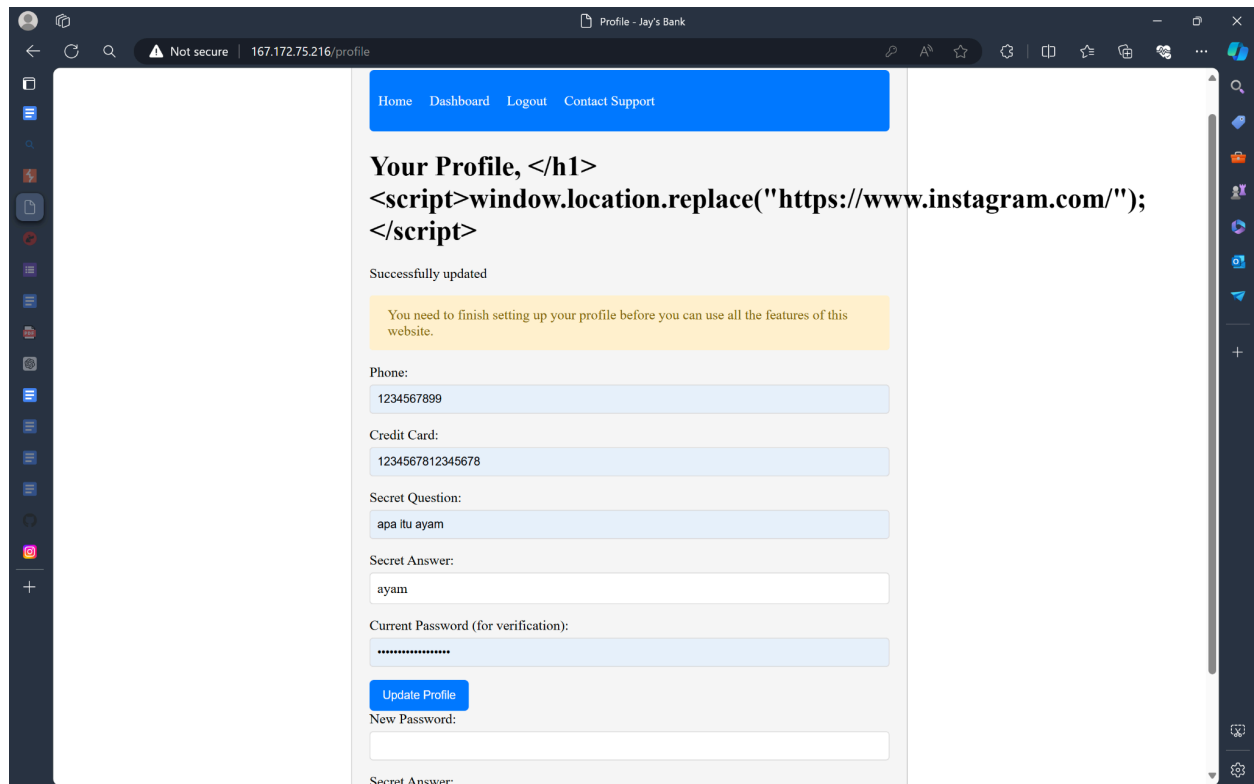 Profile - Jay's Bank
Not secure
167.172.75.216/profile
Home Dashboard Logout Contact Support
Your Profile, </h1>
<script>window.location.replace("https://www.instagram.com/");
</script>
Successfully updated
You need to finish setting up your profile before you can use all the features of this
website.
Phone:
1234567899
Credit Card:
1234567812345678
Secret Question:
apa itu ayam
Secret Answer:
ayam
Current Password (for verification):
••••••••••••••••••
Update Profile
New Password:
Secret Answer: